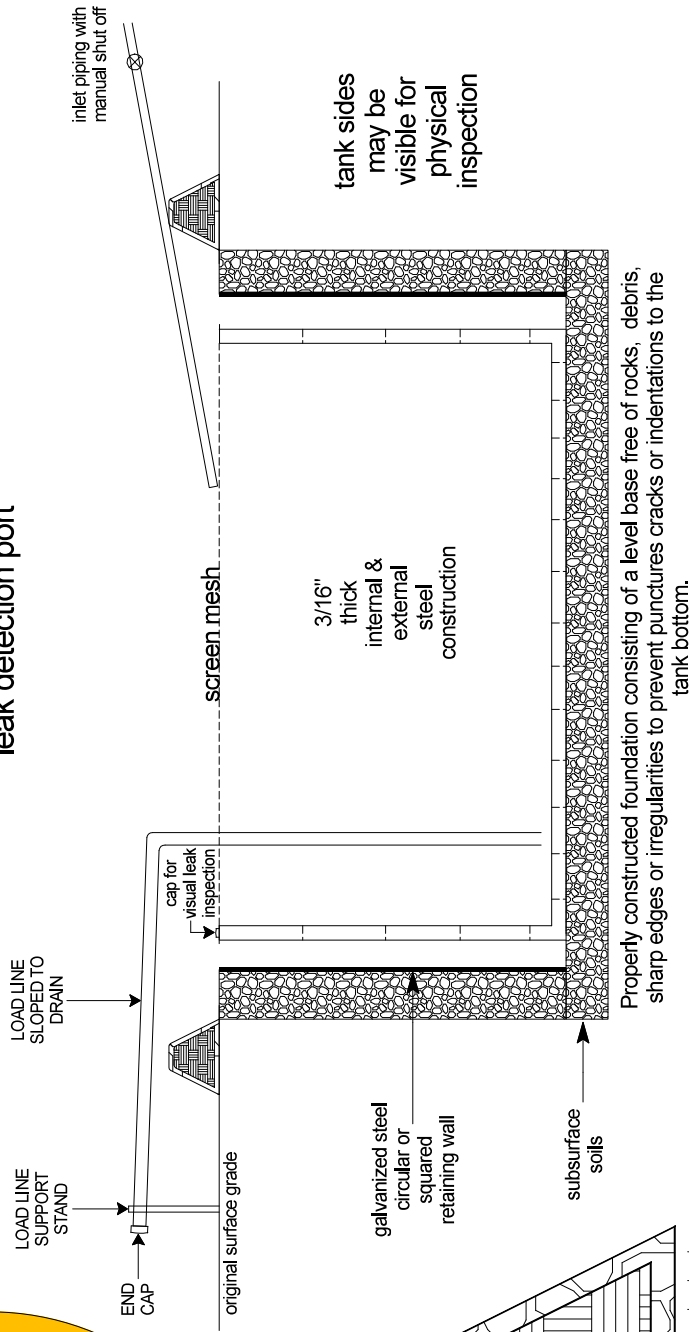 leak detection port
inlet piping with
manual shut off
LOAD LINE
SLOPED TO
DRAIN
LOAD LINE
SUPPORT
STAND
END
CAP
cap for
visual leak
inspection
screen mesh
original surface grade
3/16"
thick
internal &
external
steel
construction
tank sides
may be
visible for
physical
inspection
galvanized steel
circular or
squared
retaining wall
subsurface
soils
Properly constructed foundation consisting of a level base free of rocks, debris,
sharp edges or irregularities to prevent punctures cracks or indentations to the
tank bottom.